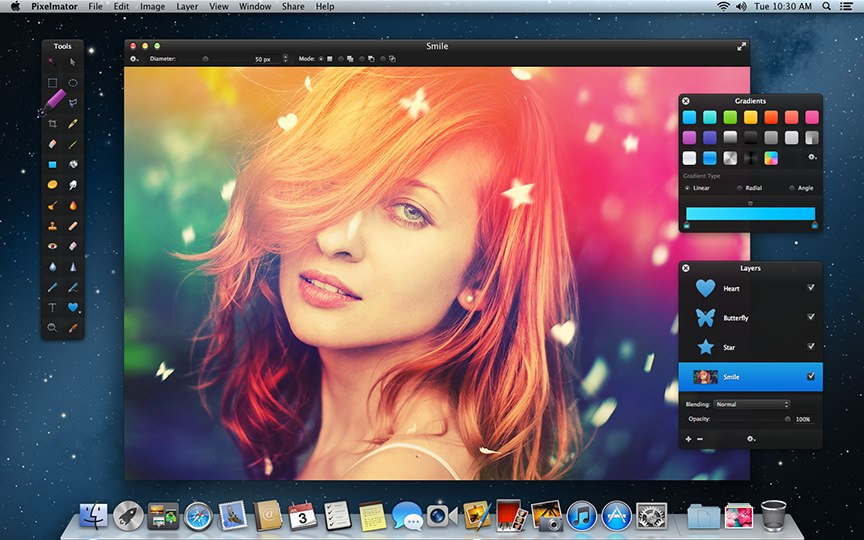 Pixelmator File Edit Image Layer View Window Share Help Tue 10:30 AM
Tools
Smile
Diameter: 50 px Mode:
Gradients
Gradient Type
Linear Radial Angle
Layers
Heart
Butterfly
Star
Smile
Blending: Normal
Opacity: 100%
T
3